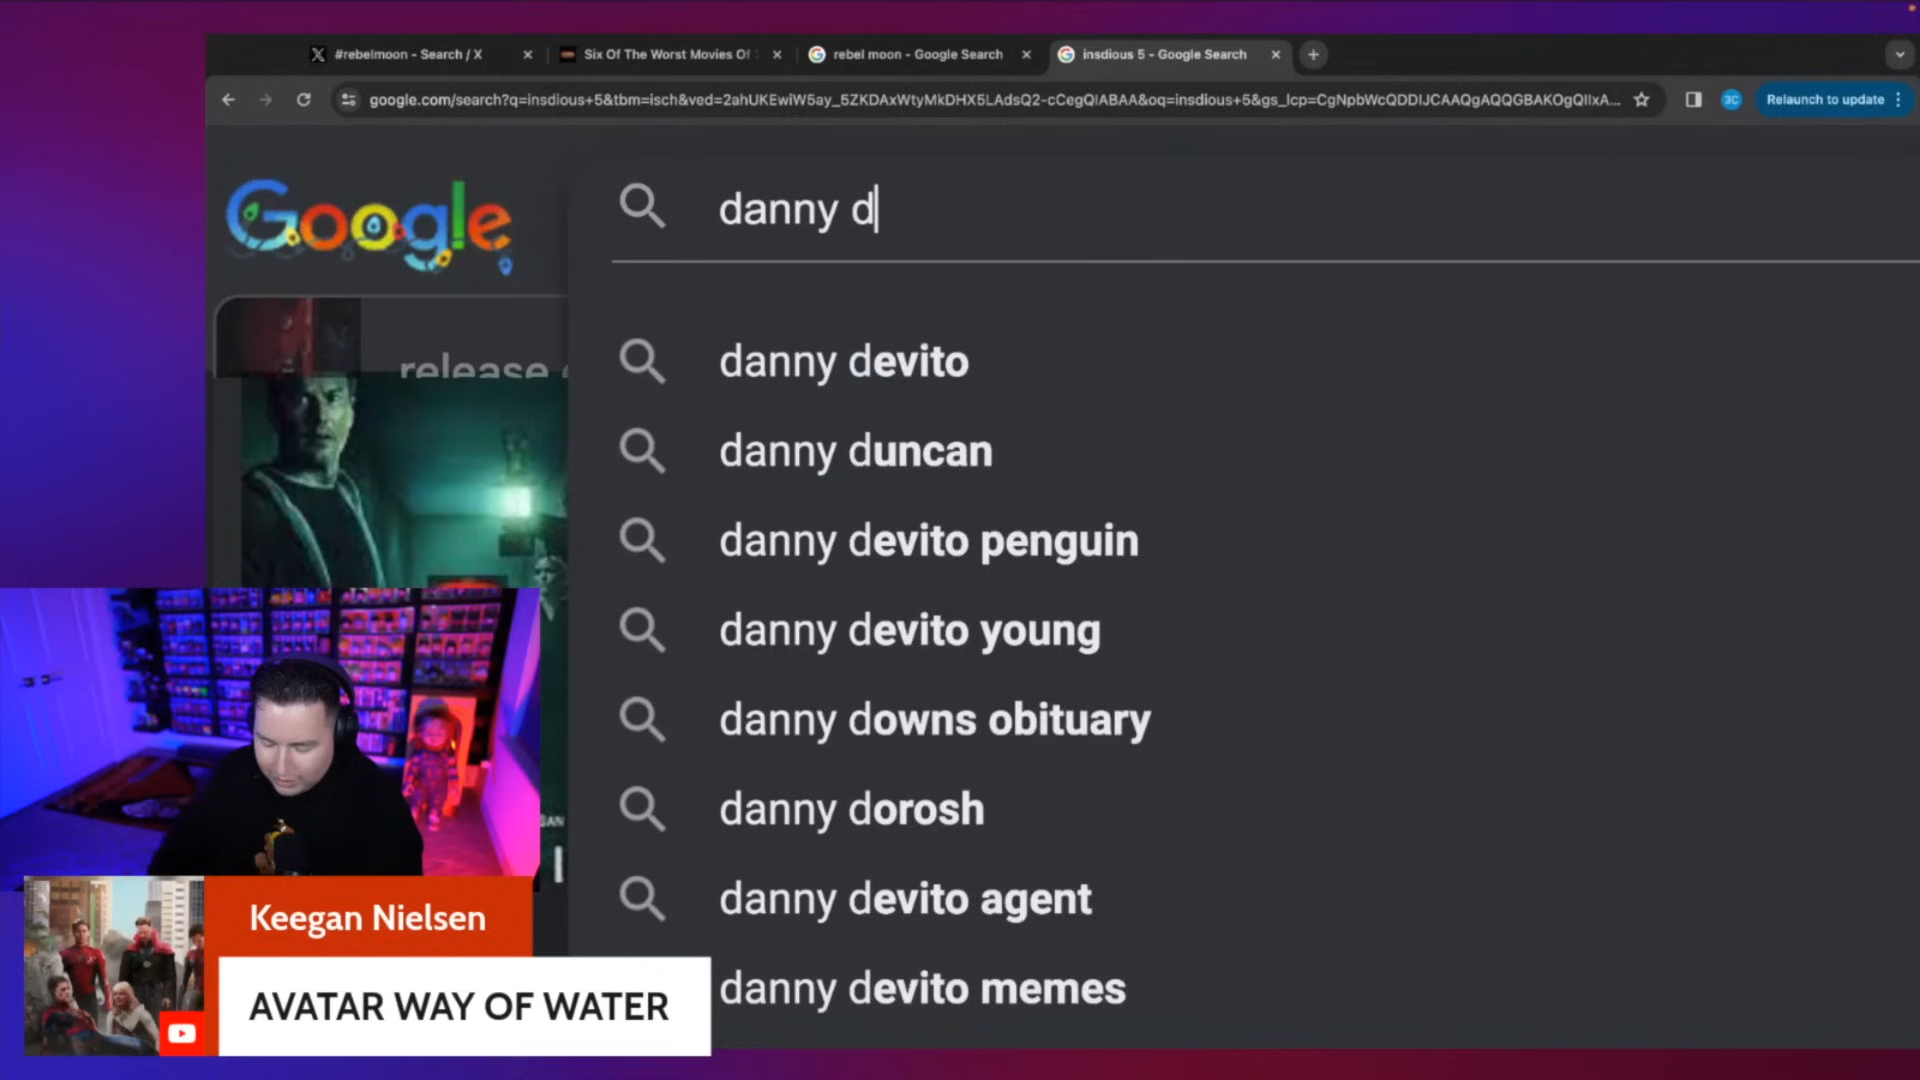 #rebelmoon - Search / X
Six Of The Worst Movies Of
rebel moon - Google Search
insdious 5 - Google Search
google.com/search?q=insdious+5&tbm=isch&ved=2ahUKEwiW5ay_5ZKDAxWtyMkDHX5LAdsQ2-cCegQIABAA&oq=insdious+5&gs_lcp=CgNpbWcQDDIJCAAQgAQQGBAKOgQIIxA...
3C
Relaunch to update
Google
danny d
release
danny devito
danny duncan
danny devito penguin
danny devito young
danny downs obituary
danny dorosh
danny devito agent
danny devito memes
Keegan Nielsen
AVATAR WAY OF WATER